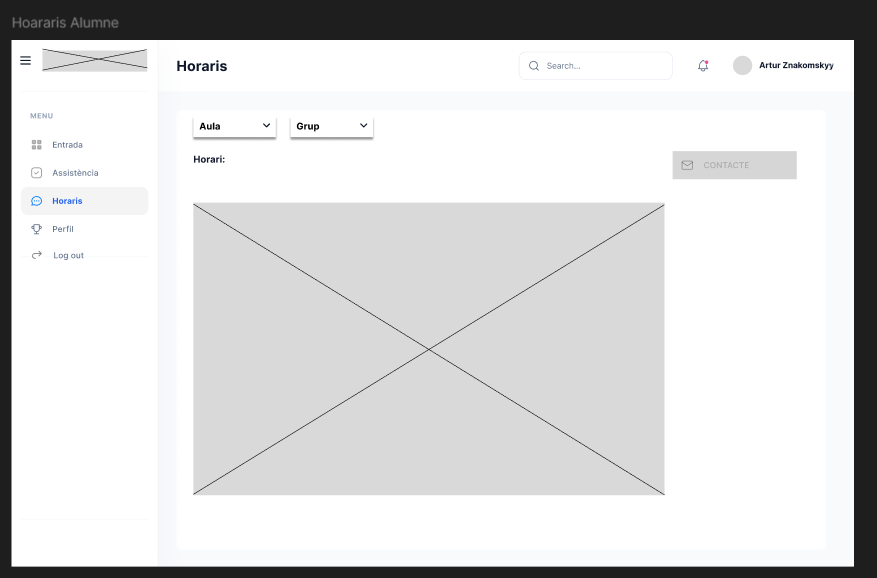 Hoararis Alumne
Horaris
Search...
Artur Znakomskyy
MENU
Entrada
Assistència
Horaris
Perfil
Log out
Aula
Grup
Horari:
CONTACTE